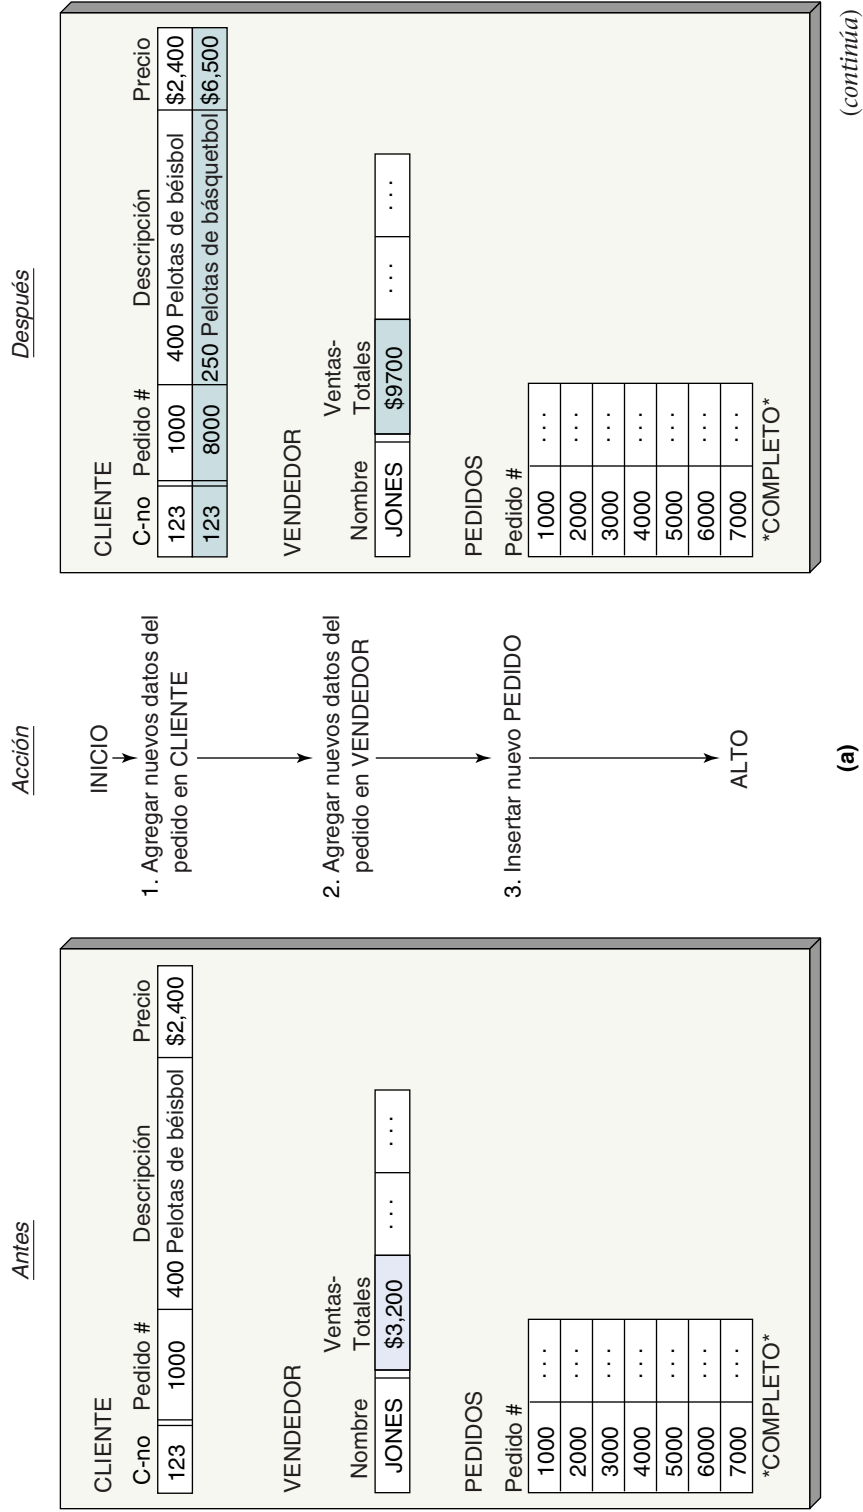 Antes
CLIENTE
C-no Pedido # Descripción Precio
123 1000 400 Pelotas de béisbol $2,400
VENDEDOR
Ventas-
Nombre Totales
JONES $3,200 ... ...
PEDIDOS
Pedido #
1000 ...
2000 ...
3000 ...
4000 ...
5000 ...
6000 ...
7000 ...
*COMPLETO*
Acción
INICIO
1. Agregar nuevos datos del
pedido en CLIENTE
2. Agregar nuevos datos del
pedido en VENDEDOR
3. Insertar nuevo PEDIDO
ALTO
(a)
Después
CLIENTE
C-no Pedido # Descripción Precio
123 1000 400 Pelotas de béisbol $2,400
123 8000 250 Pelotas de básquetbol $6,500
VENDEDOR
Ventas-
Nombre Totales
JONES $9700 ... ...
PEDIDOS
Pedido #
1000 ...
2000 ...
3000 ...
4000 ...
5000 ...
6000 ...
7000 ...
*COMPLETO*
(continúa)